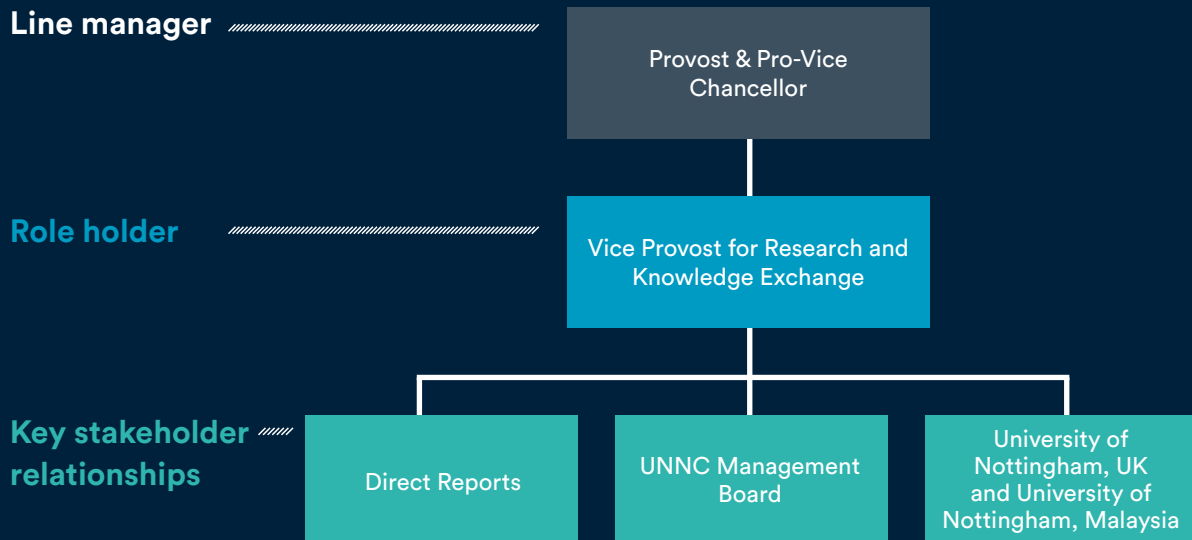 Line manager
Provost & Pro-Vice
Chancellor
Role holder
Vice Provost for Research and
Knowledge Exchange
Key stakeholder
relationships
Direct Reports
UNNC Management
Board
University of
Nottingham, UK
and University of
Nottingham, Malaysia